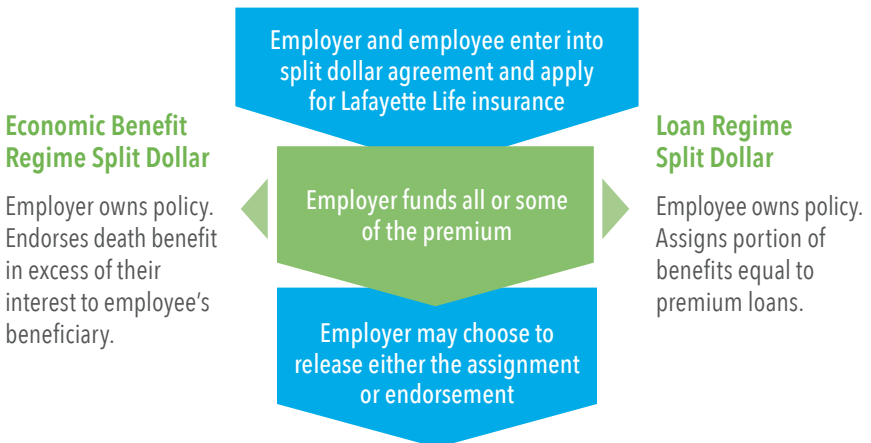 Employer and employee enter into
split dollar agreement and apply
for Lafayette Life insurance
Economic Benefit
Regime Split Dollar
Employer owns policy.
Endorses death benefit
in excess of their
interest to employee’s
beneficiary.
Employer funds all or some
of the premium
Loan Regime
Split Dollar
Employee owns policy.
Assigns portion of
benefits equal to
premium loans.
Employer may choose to
release either the assignment
or endorsement